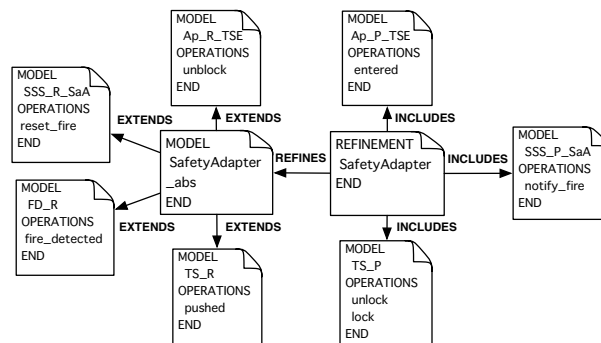 MODEL
Ap_R_TSE
OPERATIONS
unblock
END
MODEL
Ap_P_TSE
OPERATIONS
entered
END
MODEL
SSS_R_SaA
OPERATIONS
reset_fire
END
EXTENDS
EXTENDS
INCLUDES
MODEL
SafetyAdapter
_abs
END
REFINES
REFINEMENT
SafetyAdapter
END
INCLUDES
MODEL
SSS_P_SaA
OPERATIONS
notify_fire
END
MODEL
FD_R
OPERATIONS
fire_detected
END
EXTENDS
EXTENDS
INCLUDES
MODEL
TS_R
OPERATIONS
pushed
END
MODEL
TS_P
OPERATIONS
unlock
lock
END